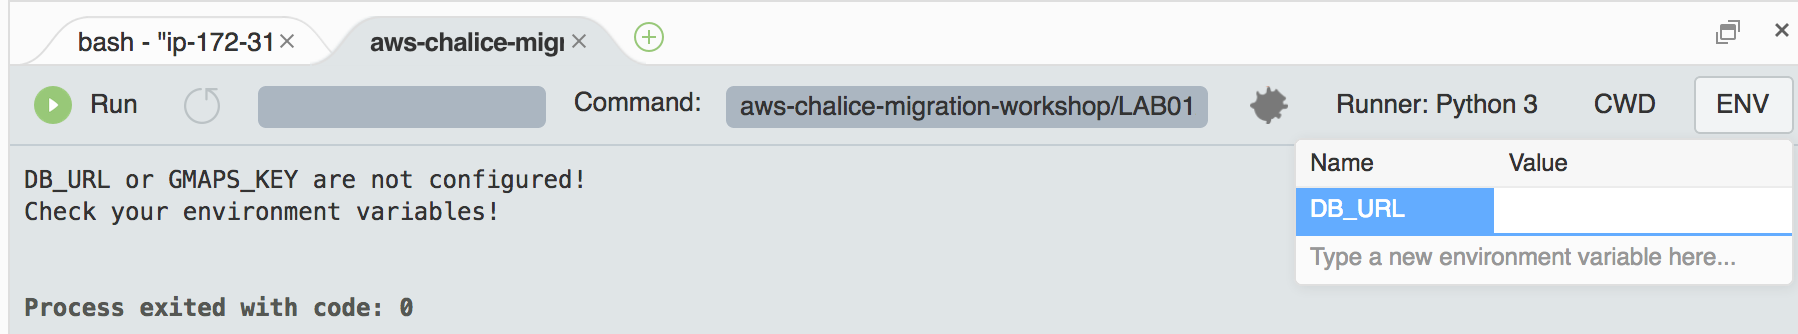 bash - "ip-172-31
aws-chalice-migr
Run
Command:
aws-chalice-migration-workshop/LAB01
Runner: Python 3
CWD
ENV
DB_URL or GMAPS_KEY are not configured!
Check your environment variables!
Process exited with code: 0
Name Value
DB_URL
Type a new environment variable here...